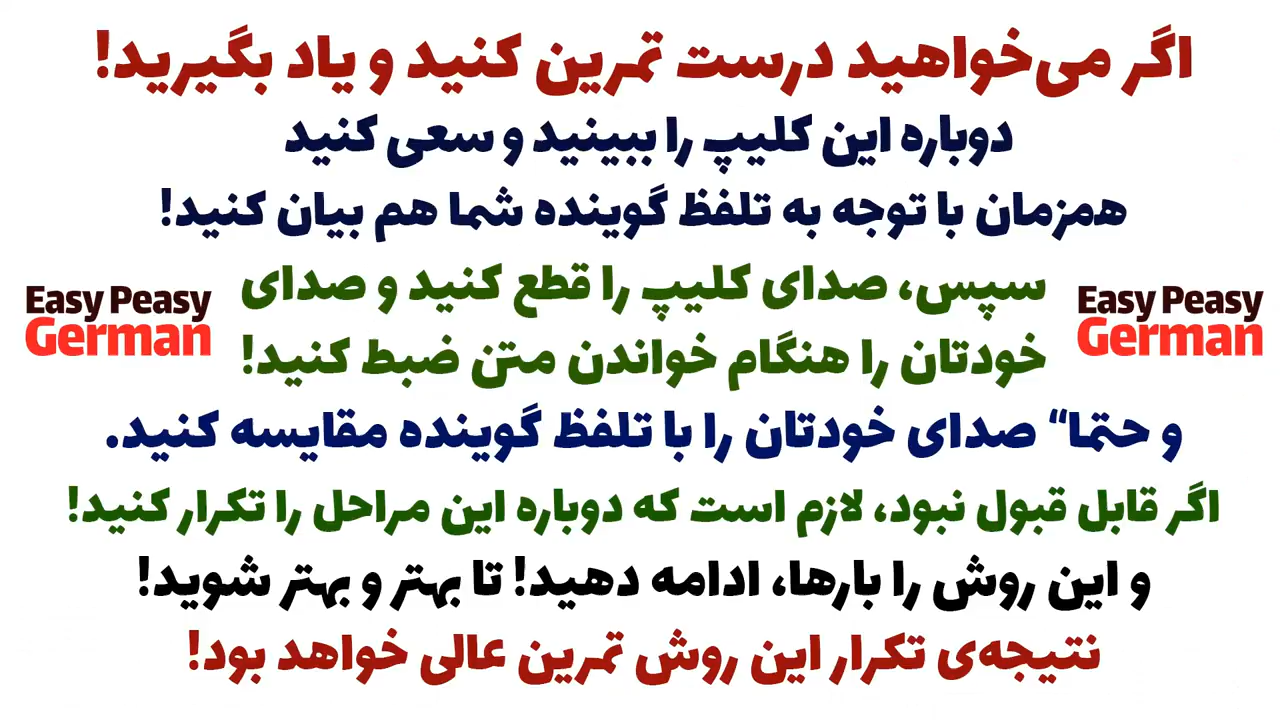 اگر می‌خواهید درست تمرین کنید و یاد بگیرید!
دوباره این کلیپ را ببینید و سعی کنید
همزمان با توجه به تلفظ گوینده شما هم بیان کنید!
سپس، صدای کلیپ را قطع کنید و صدای
خودتان را هنگام خواندن متن ضبط کنید!
Easy Peasy
German
Easy Peasy
German
و حتما“ صدای خودتان را با تلفظ گوینده مقایسه کنید.
اگر قابل قبول نبود، لازم است که دوباره این مراحل را تکرار کنید!
و این روش را بارها، ادامه دهید! تا بهتر و بهتر شوید!
نتیجه‌ی تکرار این روش تمرین عالی خواهد بود!